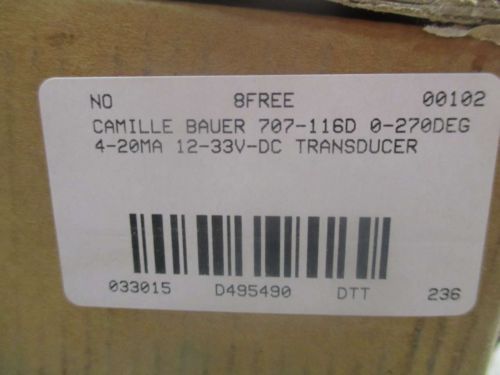 NO 8FREE 00102
CAMILLE BAUER 707-116D 0-270DEG
4-20MA 12-33V-DC TRANSDUCER
033015 D495490 DTT 236